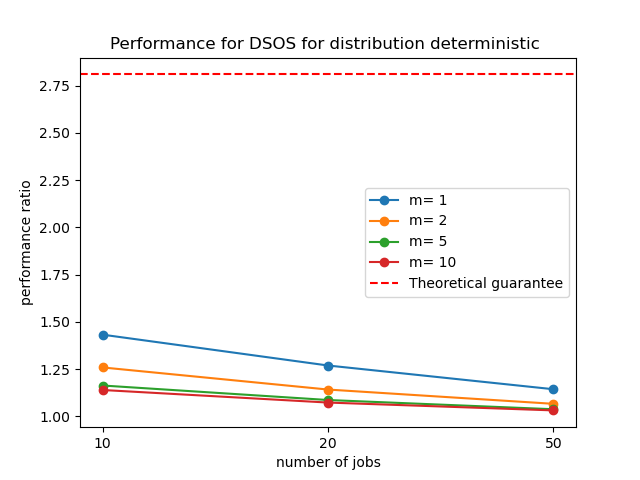 Performance for DSOS for distribution deterministic
performance ratio
2.75
2.50
2.25
2.00
1.75
1.50
1.25
1.00
m= 1
m= 2
m= 5
m= 10
Theoretical guarantee
10
20
50
number of jobs